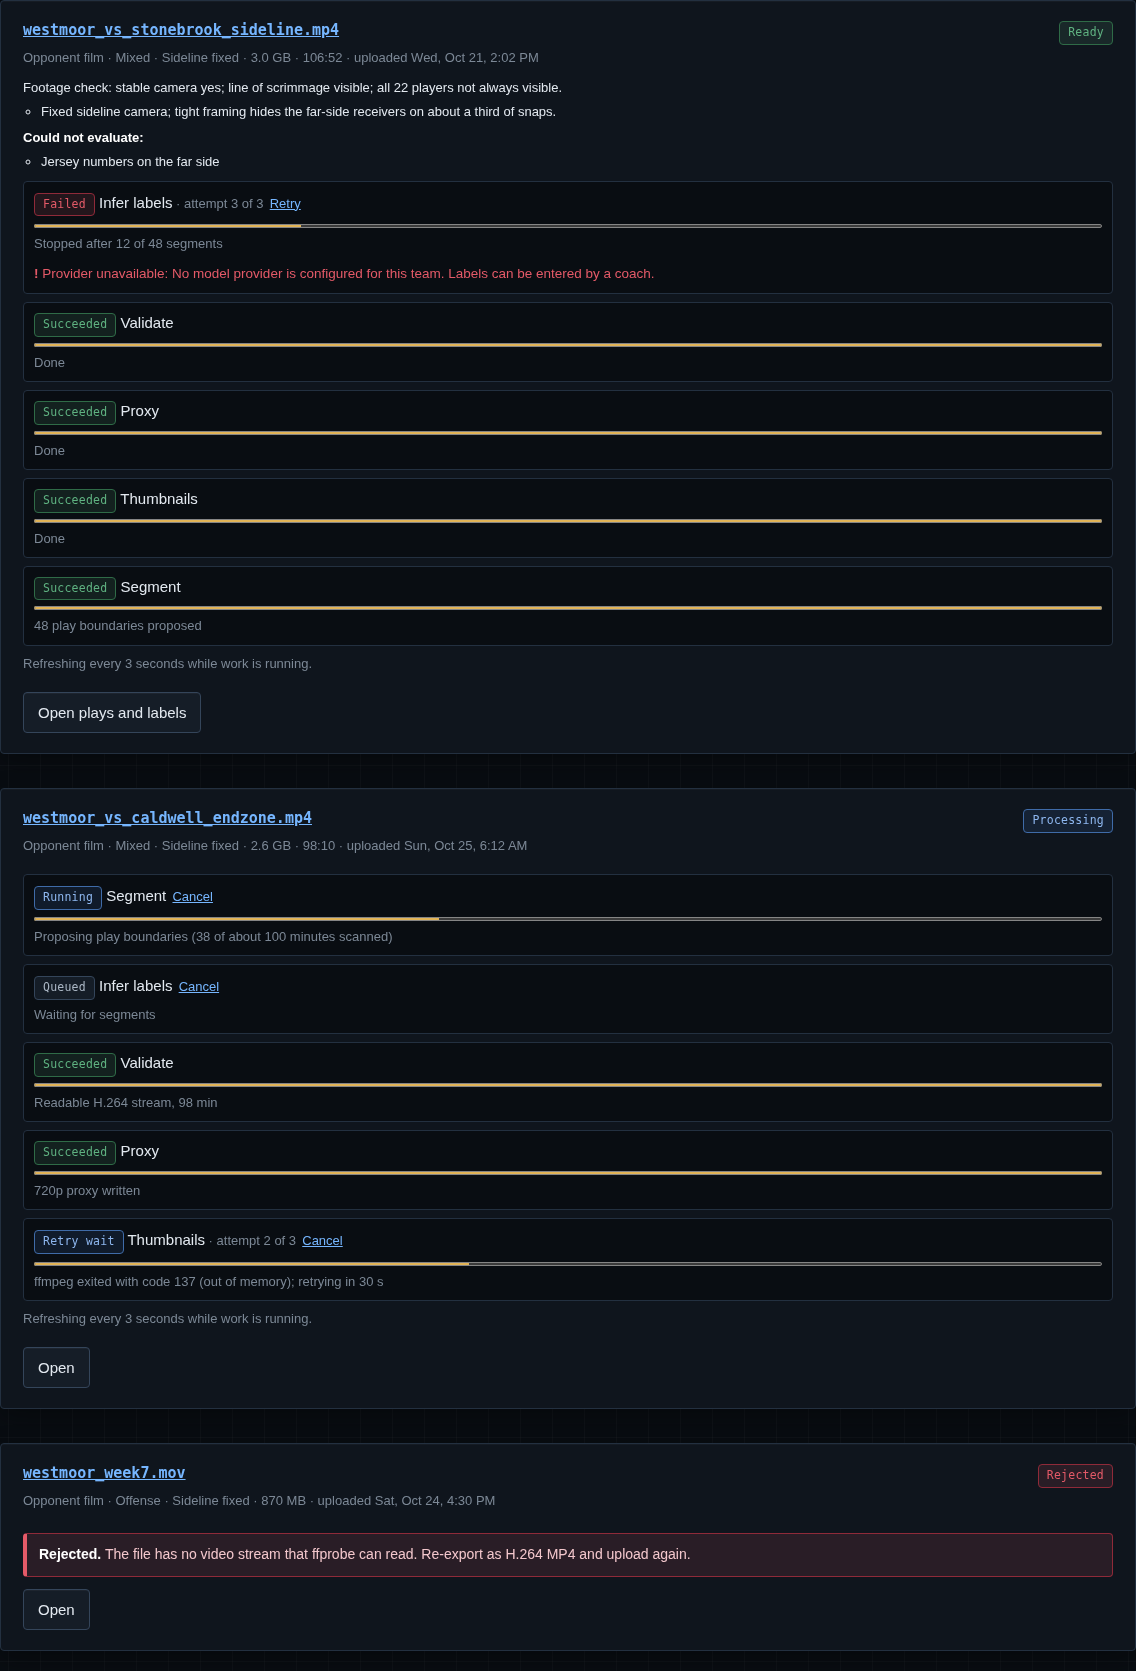 westmoor_vs_stonebrook_sideline.mp4 Ready
Opponent film · Mixed · Sideline fixed · 3.0 GB · 106:52 · uploaded Wed, Oct 21, 2:02 PM
Footage check: stable camera yes; line of scrimmage visible; all 22 players not always visible.
Fixed sideline camera; tight framing hides the far-side receivers on about a third of snaps.
Could not evaluate:
Jersey numbers on the far side
Failed Infer labels · attempt 3 of 3 Retry
Stopped after 12 of 48 segments
! Provider unavailable: No model provider is configured for this team. Labels can be entered by a coach.
Succeeded Validate
Done
Succeeded Proxy
Done
Succeeded Thumbnails
Done
Succeeded Segment
48 play boundaries proposed
Refreshing every 3 seconds while work is running.
Open plays and labels
westmoor_vs_caldwell_endzone.mp4 Processing
Opponent film · Mixed · Sideline fixed · 2.6 GB · 98:10 · uploaded Sun, Oct 25, 6:12 AM
Running Segment Cancel
Proposing play boundaries (38 of about 100 minutes scanned)
Queued Infer labels Cancel
Waiting for segments
Succeeded Validate
Readable H.264 stream, 98 min
Succeeded Proxy
720p proxy written
Retry wait Thumbnails · attempt 2 of 3 Cancel
ffmpeg exited with code 137 (out of memory); retrying in 30 s
Refreshing every 3 seconds while work is running.
Open
westmoor_week7.mov Rejected
Opponent film · Offense · Sideline fixed · 870 MB · uploaded Sat, Oct 24, 4:30 PM
Rejected. The file has no video stream that ffprobe can read. Re-export as H.264 MP4 and upload again.
Open